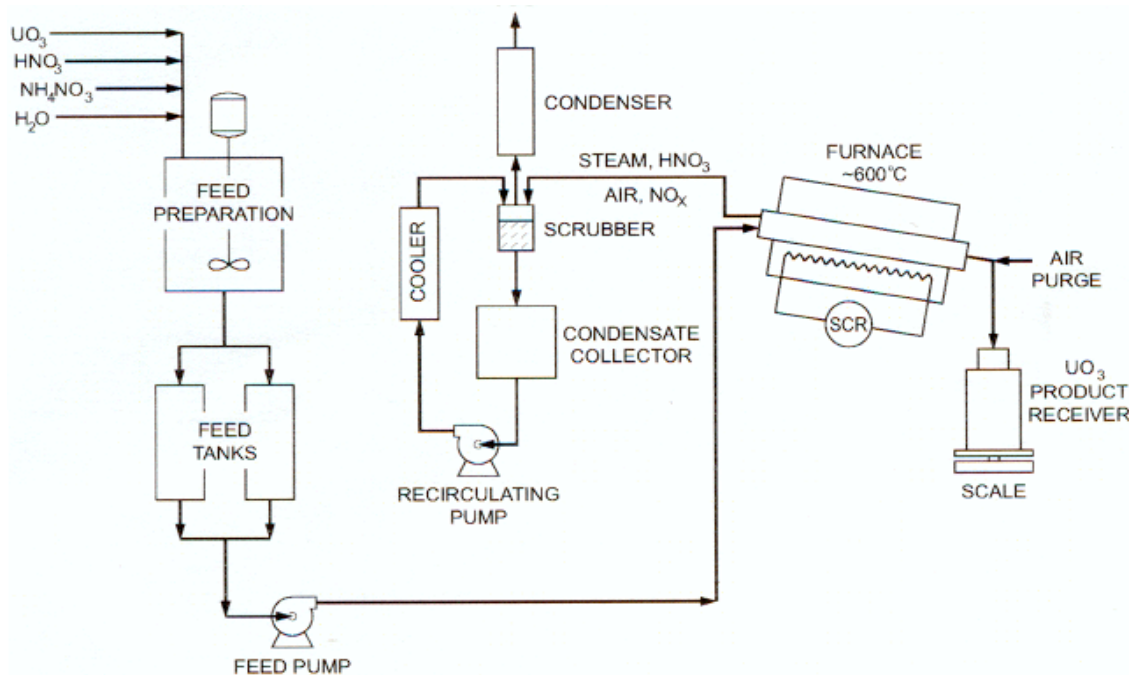 UO₃
HNO₃
NH₄NO₃
H₂O
FEED
PREPARATION
FEED
TANKS
FEED PUMP
CONDENSER
STEAM, HNO₃
AIR, NOₓ
SCRUBBER
COOLER
CONDENSATE
COLLECTOR
RECIRCULATING
PUMP
FURNACE
~600°C
SCR
AIR
PURGE
UO₃
PRODUCT
RECEIVER
SCALE